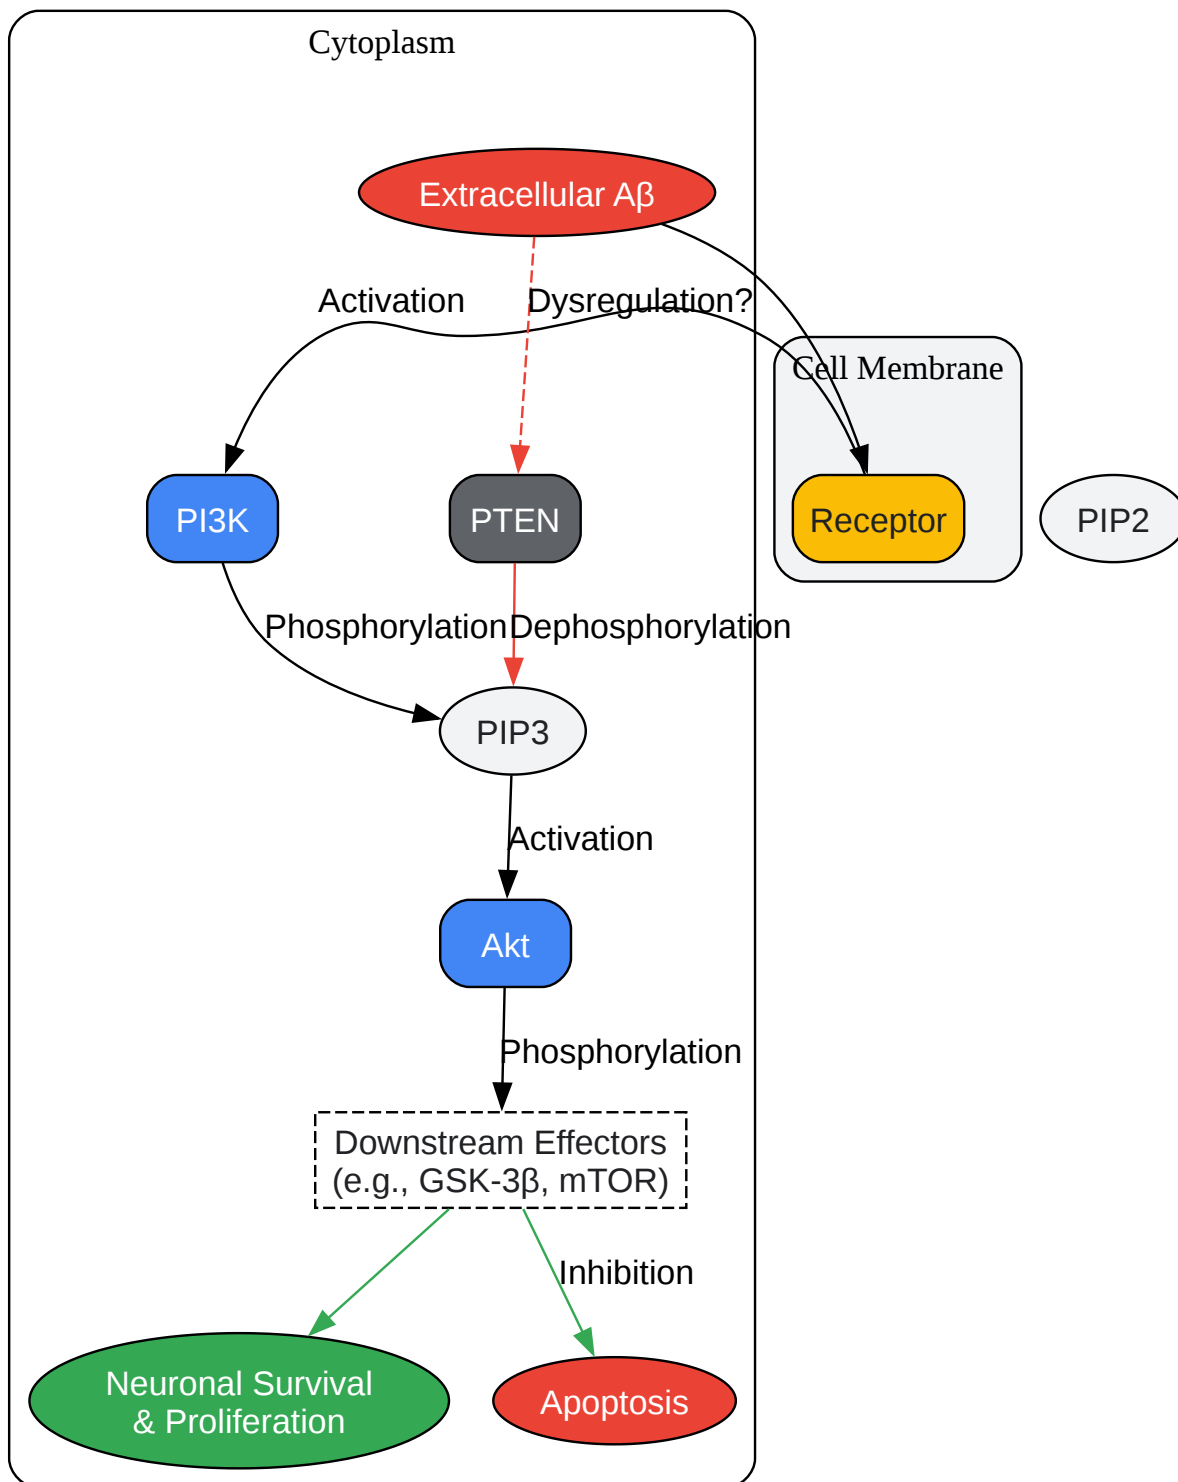 Cytoplasm
Extracellular Aβ
Activation
Dysregulation?
Cell Membrane
PI3K
PTEN
Receptor
PIP2
Phosphorylation
Dephosphorylation
PIP3
Activation
Akt
Phosphorylation
Downstream Effectors
(e.g., GSK-3β, mTOR)
Inhibition
Neuronal Survival
& Proliferation
Apoptosis